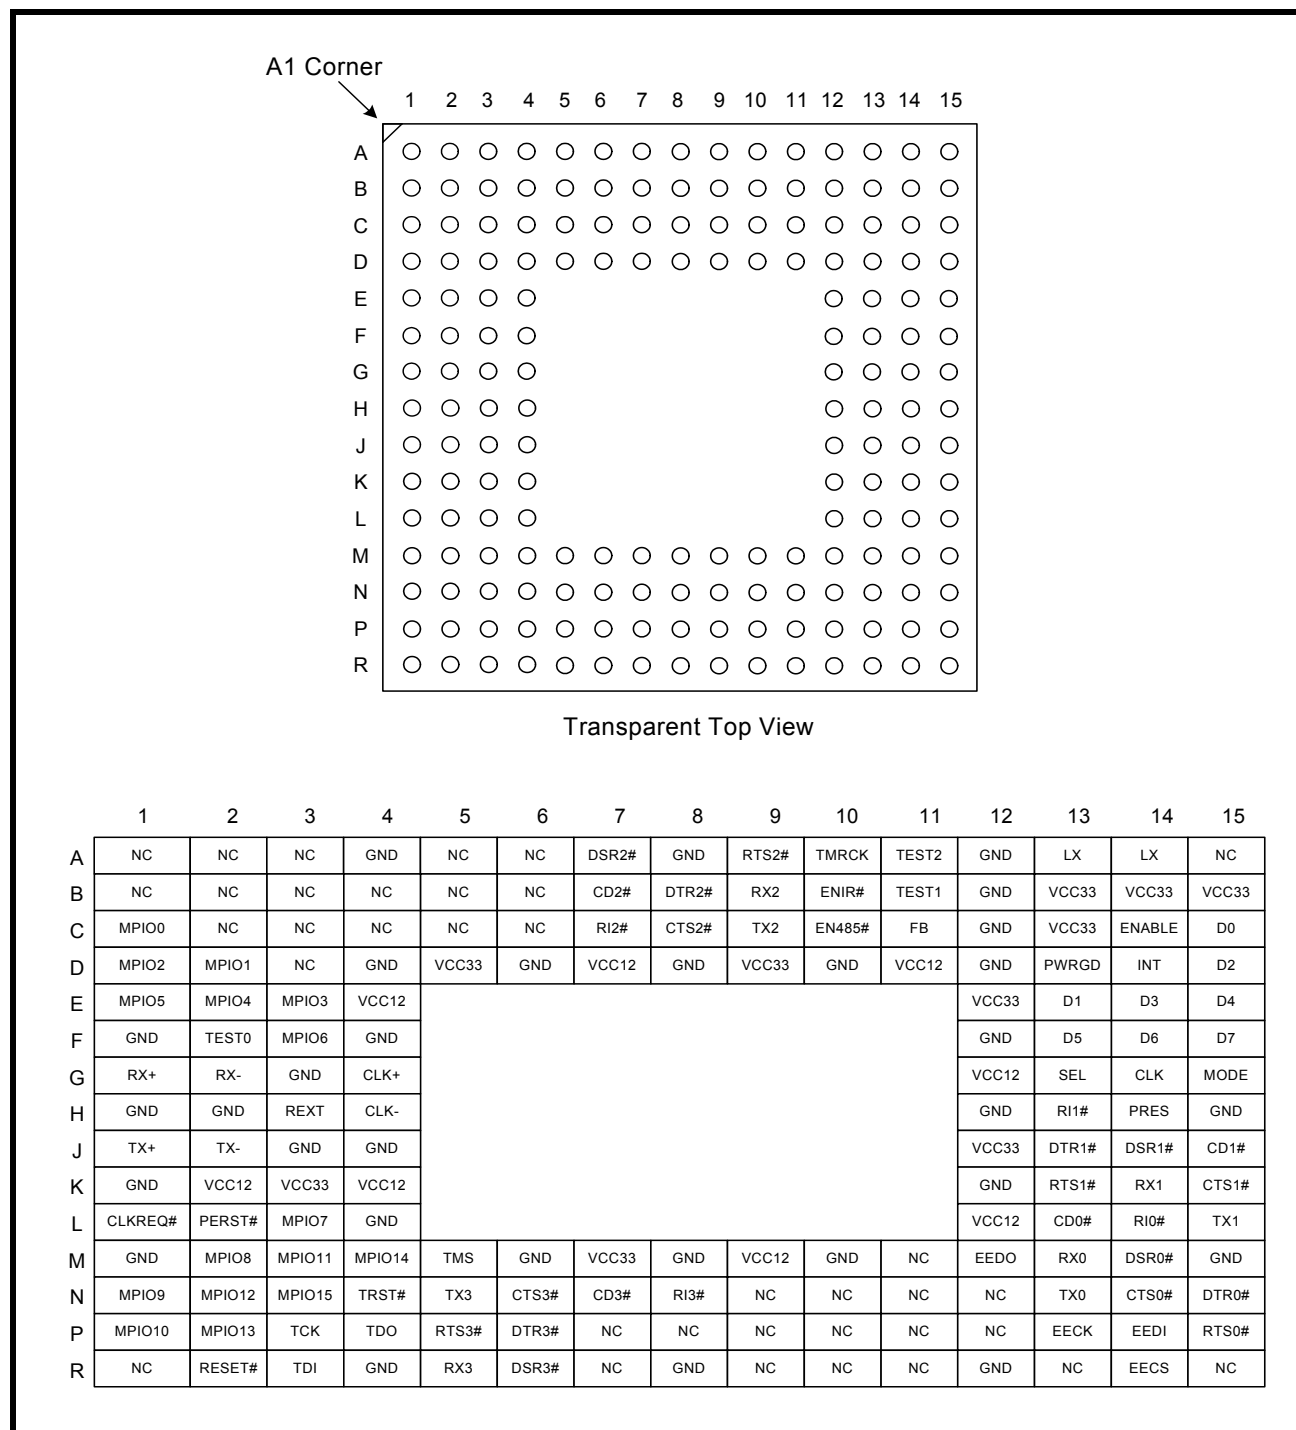 A1 Corner
1 2 3 4 5 6 7 8 9 10 11 12 13 14 15
A
B
C
D
E
F
G
H
J
K
L
M
N
P
R
Transparent Top View
1 2 3 4 5 6 7 8 9 10 11 12 13 14 15
A NC NC NC GND NC NC DSR2# GND RTS2# TMRCK TEST2 GND LX LX NC
B NC NC NC NC NC NC CD2# DTR2# RX2 ENIR# TEST1 GND VCC33 VCC33 VCC33
C MPIO0 NC NC NC NC NC RI2# CTS2# TX2 EN485# FB GND VCC33 ENABLE D0
D MPIO2 MPIO1 NC GND VCC33 GND VCC12 GND VCC33 GND VCC12 GND PWRGD INT D2
E MPIO5 MPIO4 MPIO3 VCC12 VCC33 D1 D3 D4
F GND TEST0 MPIO6 GND GND D5 D6 D7
G RX+ RX- GND CLK+ VCC12 SEL CLK MODE
H GND GND REXT CLK- GND RI1# PRES GND
J TX+ TX- GND GND VCC33 DTR1# DSR1# CD1#
K GND VCC12 VCC33 VCC12 GND RTS1# RX1 CTS1#
L CLKREQ# PERST# MPIO7 GND VCC12 CD0# RI0# TX1
M GND MPIO8 MPIO11 MPIO14 TMS GND VCC33 GND VCC12 GND NC EEDO RX0 DSR0# GND
N MPIO9 MPIO12 MPIO15 TRST# TX3 CTS3# CD3# RI3# NC NC NC NC TX0 CTS0# DTR0#
P MPIO10 MPIO13 TCK TDO RTS3# DTR3# NC NC NC NC NC NC EECK EEDI RTS0#
R NC RESET# TDI GND RX3 DSR3# NC GND NC NC NC GND NC EECS NC